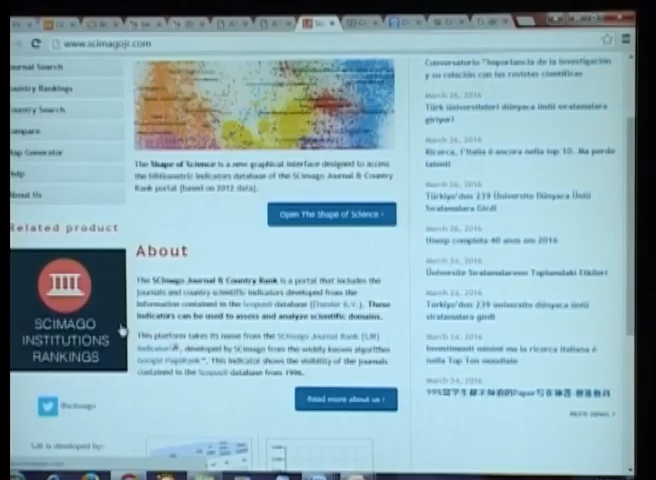 www.scimagojr.com
Journal Search
Country Rankings
Country Search
Compare
Map Generator
Help
About Us
Related product
SCIMAGO
INSTITUTIONS
RANKINGS
@scimago
SJR is developed by:
The Shape of Science is a new graphical interface designed to access
the bibliometric indicators database of the SCImago Journal & Country
Rank portal (based on 2012 data).
Open The Shape of Science ›
About
The SCImago Journal & Country Rank is a portal that includes the
journals and country scientific indicators developed from the
information contained in the Scopus® database (Elsevier B.V.). These
indicators can be used to assess and analyze scientific domains.
This platform takes its name from the SCImago Journal Rank (SJR)
indicator, developed by SCImago from the widely known algorithm
Google PageRank™. This indicator shows the visibility of the journals
contained in the Scopus® database from 1996.
Read more about us ›
Conversatorio "Importancia de la investigación
y su relación con las revistas científicas
March 26, 2016
Türk üniversiteleri dünyaca ünlü sıralamalara
giriyor!
March 26, 2016
Ricerca, l'Italia è ancora nella top 10. Ma perde
talenti
March 26, 2016
Türkiye'den 239 Üniversite Dünyaca Ünlü
Sıralamalara Girdi
March 26, 2016
Unesp completa 40 anos em 2016
March 24, 2016
Üniversite Sıralamalarının Toplumdaki Etkileri
March 24, 2016
Türkiye'den 239 üniversite dünyaca ünlü
sıralamalara girdi
March 24, 2016
Investimenti minimi ma la ricerca italiana è
nella Top Ten mondiale
March 24, 2016
More news ›